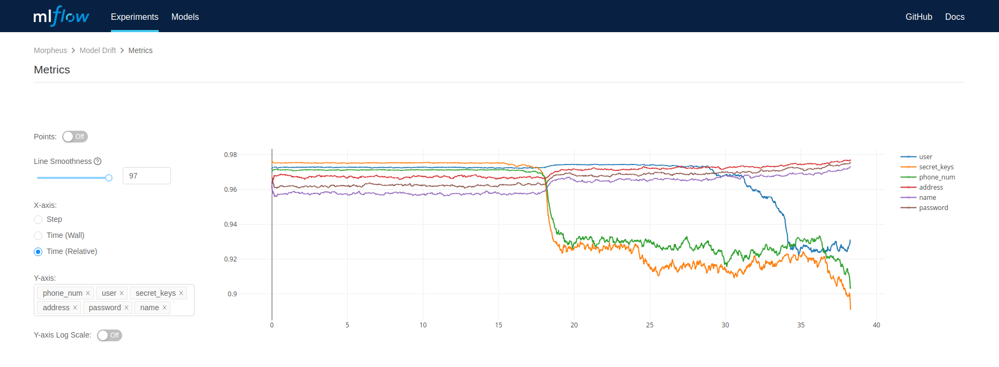 mlflow Experiments Models GitHub Docs
Morpheus > Model Drift > Metrics
Metrics
Points: Off
Line Smoothness ?
97
X-axis:
Step
Time (Wall)
Time (Relative)
Y-axis:
phone_num × user × secret_keys ×
address × password × name ×
Y-axis Log Scale: Off
0.98
0.96
0.94
0.92
0.9
0 5 10 15 20 25 30 35 40
user
secret_keys
phone_num
address
name
password